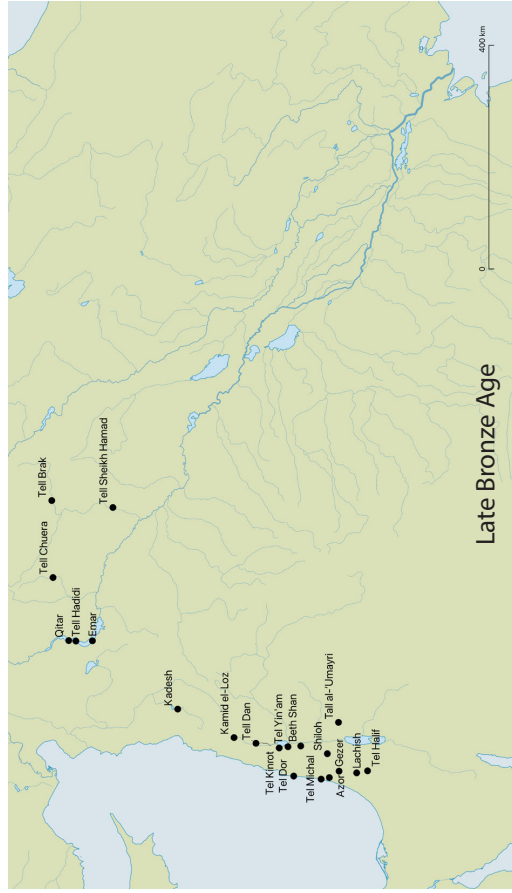 Tell Brak
Tell Chuera
Tell Sheikh Hamad
Qitar
Tell Hadidi
Emar
Kadesh
Kamid el-Loz
Tell Dan
Tel Kinrot
Tel Yin'am
Beth Shan
Tel Dor
Shiloh
Tall al-'Umayri
Tel Michal
Azor
Gezer
Lachish
Tel Halif
Late Bronze Age
0
400 km